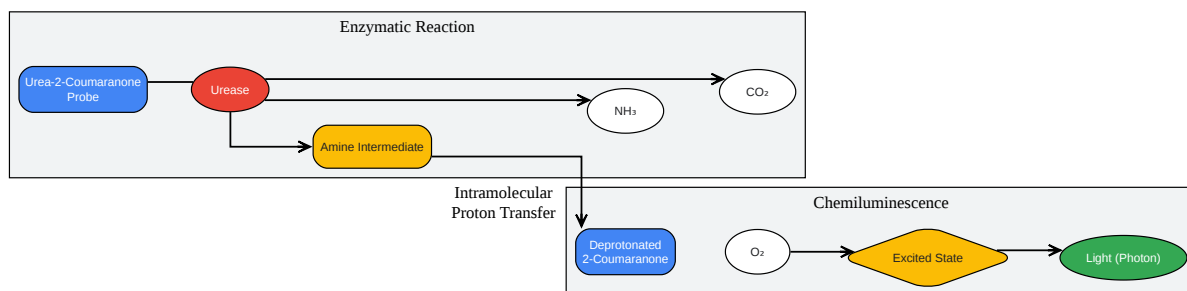 Enzymatic Reaction
Urea-2-Coumaranone
Probe
Urease
CO₂
NH₃
Amine Intermediate
Intramolecular
Proton Transfer
Chemiluminescence
Deprotonated
2-Coumaranone
O₂
Excited State
Light (Photon)